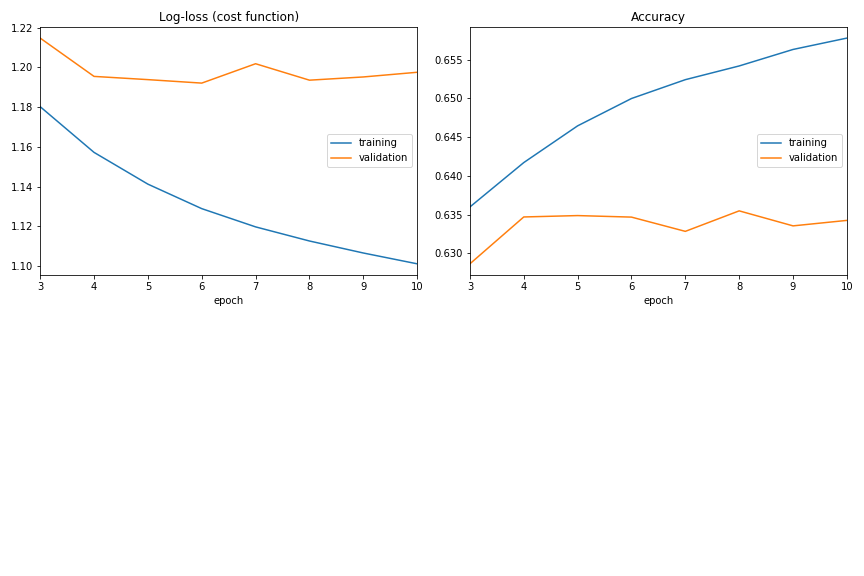 Log-loss (cost function)
1.22
1.20
1.18
1.16
1.14
1.12
1.10
training
validation
3 4 5 6 7 8 9 10
epoch
Accuracy
0.655
0.650
0.645
0.640
0.635
0.630
training
validation
3 4 5 6 7 8 9 10
epoch